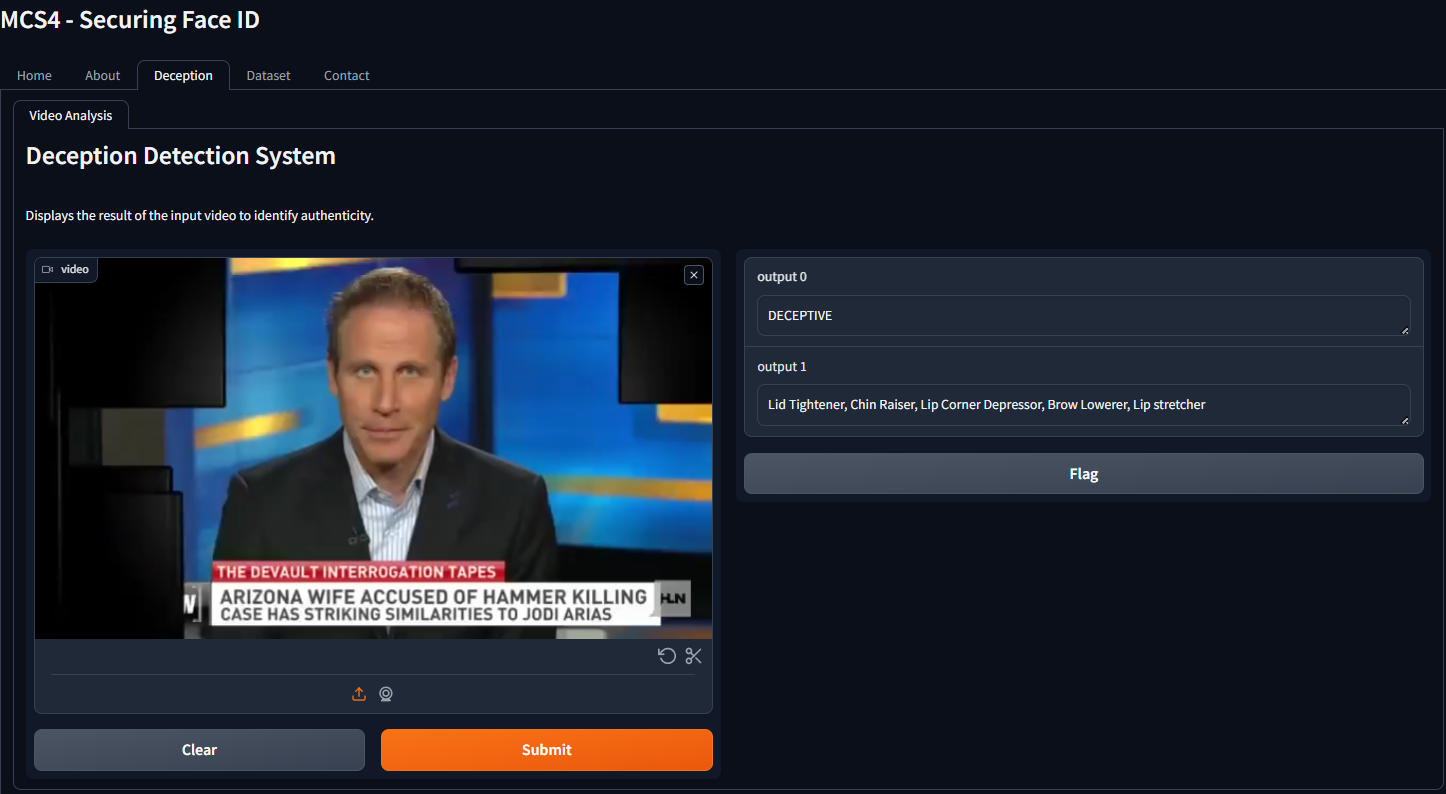 MCS4 - Securing Face ID
Home About Deception Dataset Contact
Video Analysis
Deception Detection System
Displays the result of the input video to identify authenticity.
video
THE DEVAULT INTERROGATION TAPES
W
ARIZONA WIFE ACCUSED OF HAMMER KILLING
CASE HAS STRIKING SIMILARITIES TO JODI ARIAS
HLN
Clear
Submit
output 0
DECEPTIVE
output 1
Lid Tightener, Chin Raiser, Lip Corner Depressor, Brow Lowerer, Lip stretcher
Flag